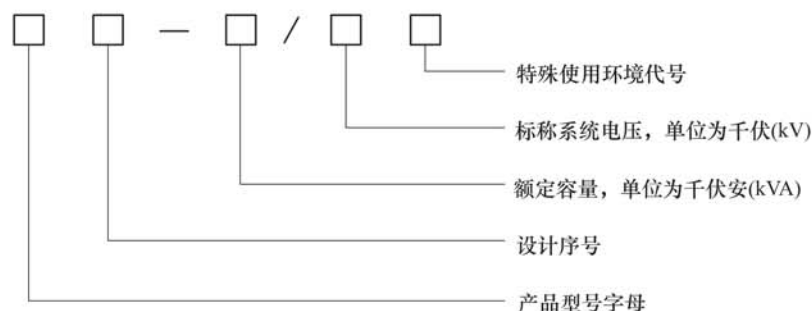 □ □ — □ / □ □
特殊使用环境代号
标称系统电压，单位为千伏(kV)
额定容量，单位为千伏安(kVA)
设计序号
产品型号字母